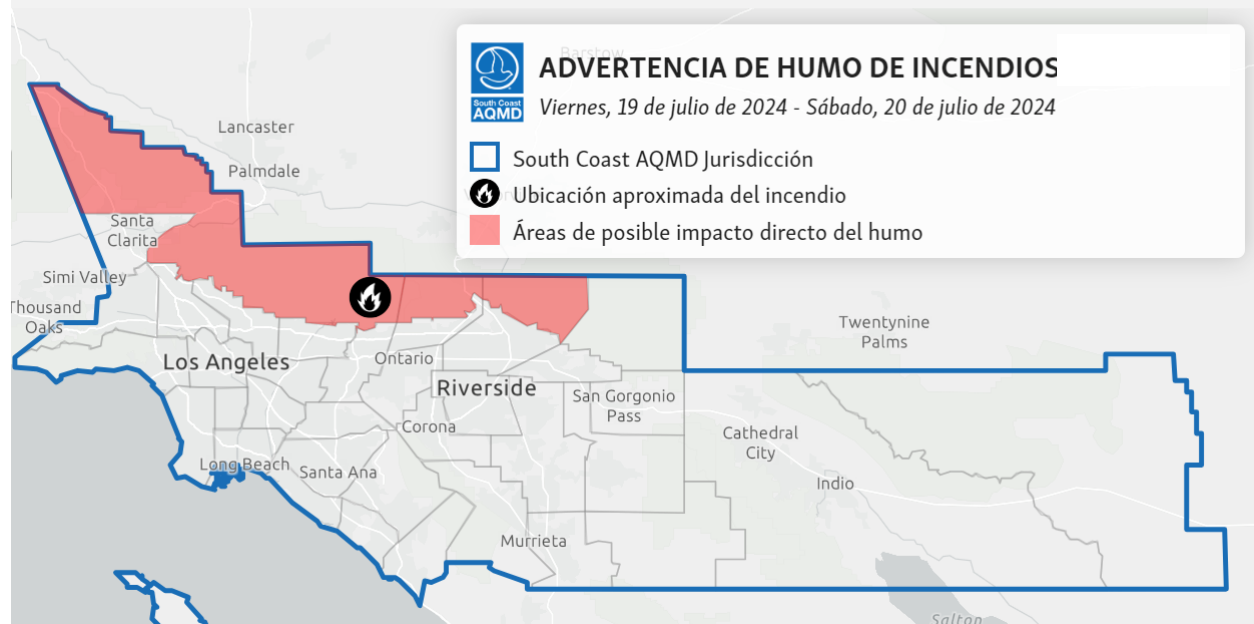 Barstow
ADVERTENCIA DE HUMO DE INCENDIOS
South Coast
AQMD
Viernes, 19 de julio de 2024 - Sábado, 20 de julio de 2024
South Coast AQMD Jurisdicción
Ubicación aproximada del incendio
Áreas de posible impacto directo del humo
Lancaster
Palmdale
Santa
Clarita
Simi Valley
Thousand
Oaks
Twentynine
Palms
Los Angeles
Ontario
Riverside
San Gorgonio
Pass
Corona
Cathedral
City
Long Beach
Santa Ana
Indio
Murrieta
Salton